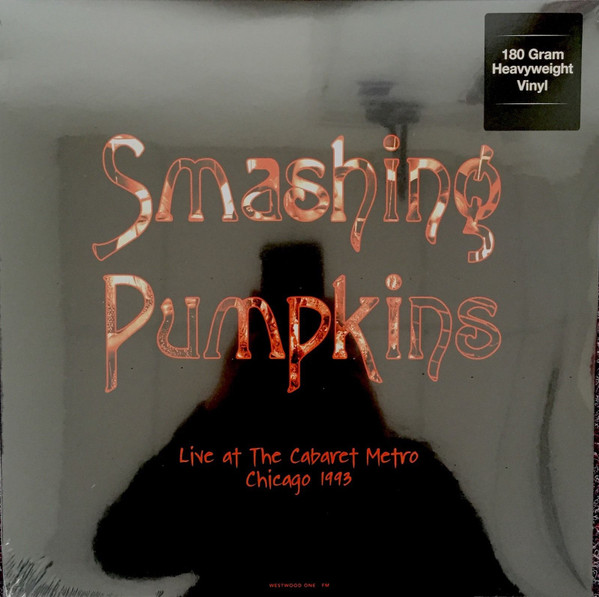 180 Gram
Heavyweight
Vinyl
Smashing
Pumpkins
Live at The Cabaret Metro
Chicago 1993
WESTWOOD ONE FM